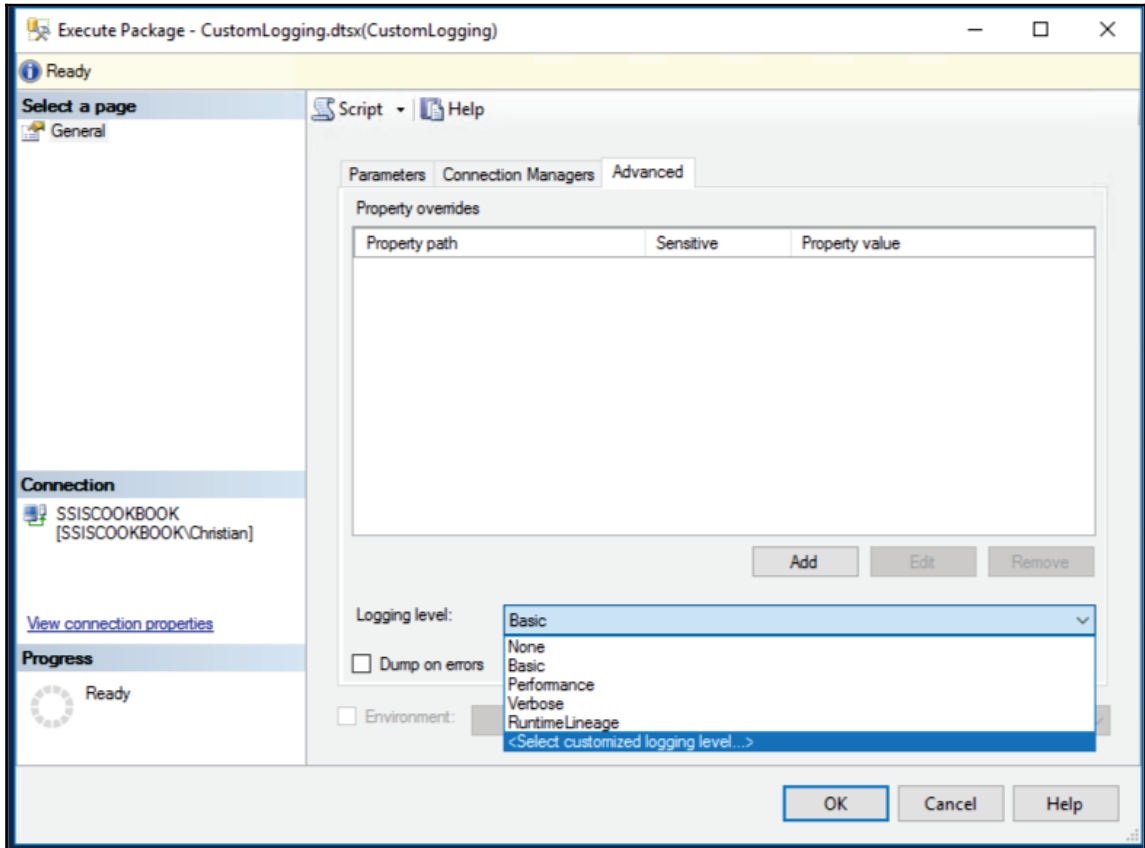 Execute Package - CustomLogging.dtsx(CustomLogging)
Ready
Select a page
General
Script Help
Parameters Connection Managers Advanced
Property overrides
Property path Sensitive Property value
Connection
SSISCOOKBOOK
[SSISCOOKBOOK\Christian]
View connection properties
Progress
Ready
Add Edit Remove
Logging level: Basic
None
Basic
Performance
Verbose
RuntimeLineage
<Select customized logging level...>
Dump on errors
Environment:
OK Cancel Help